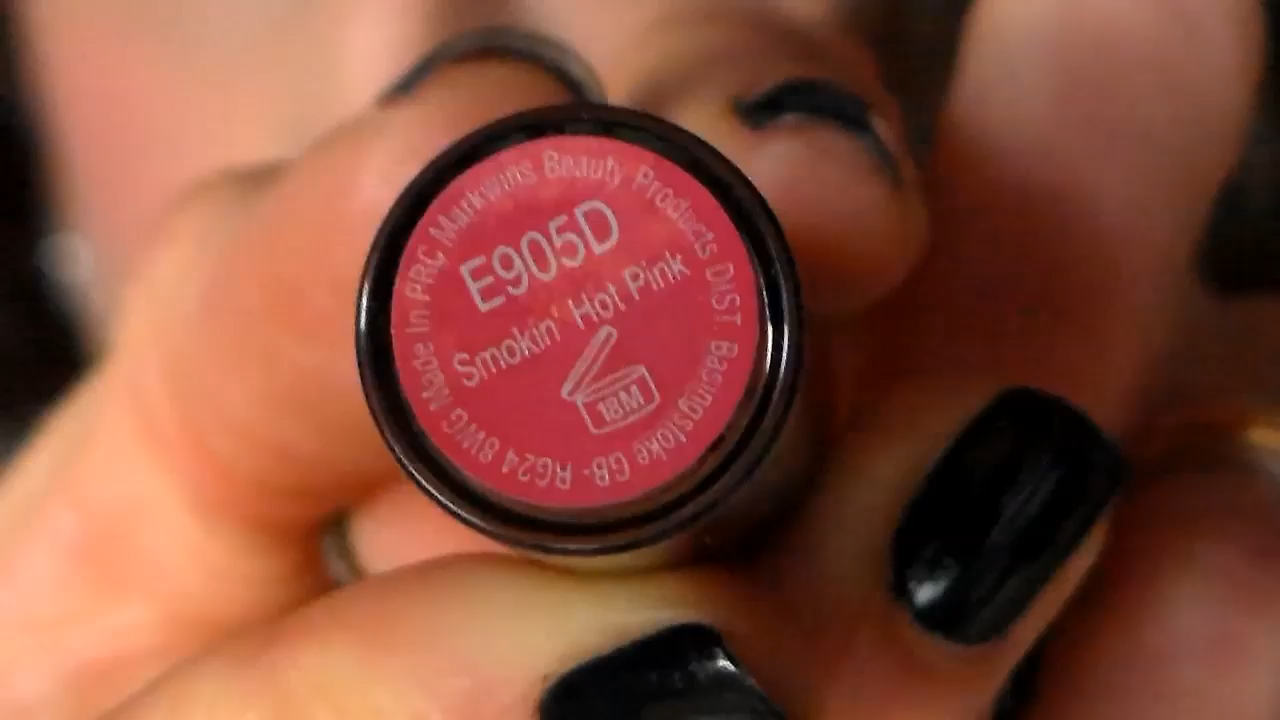 E905D
Smokin' Hot Pink
18M
Made In PRC Markwins Beauty Products DIST. Basingstoke GB- RG24 8WG